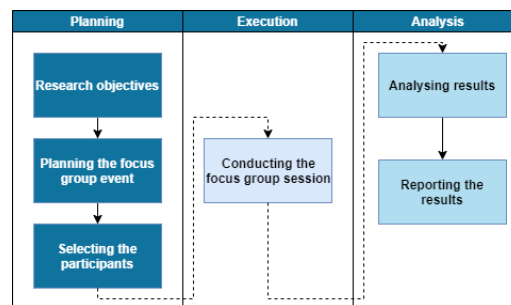 Planning
Execution
Analysis
Research objectives
Planning the focus
group event
Selecting the
participants
Conducting the
focus group session
Analysing results
Reporting the
results